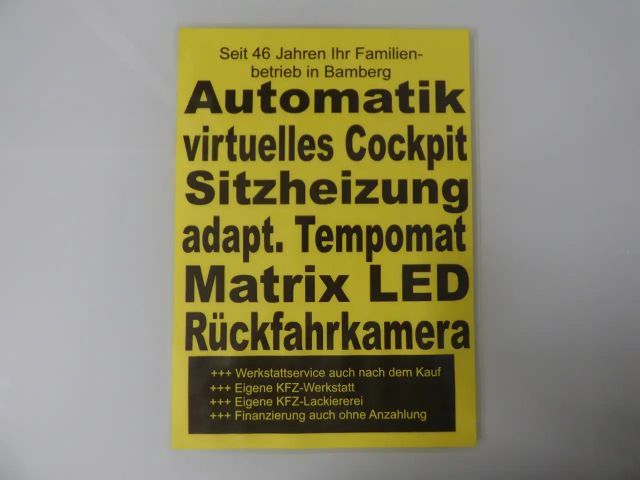 Seit 46 Jahren Ihr Familien-
betrieb in Bamberg
Automatik
virtuelles Cockpit
Sitzheizung
adapt. Tempomat
Matrix LED
Rückfahrkamera
+++ Werkstattservice auch nach dem Kauf
+++ Eigene KFZ-Werkstatt
+++ Eigene KFZ-Lackiererei
+++ Finanzierung auch ohne Anzahlung